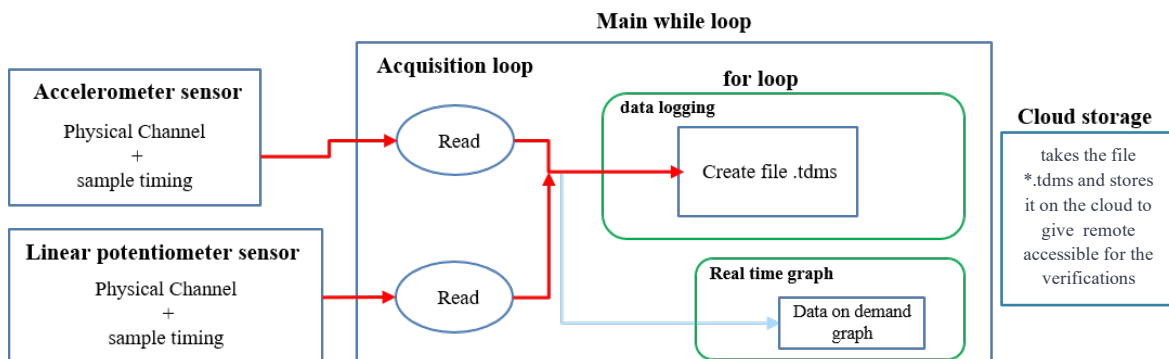 Main while loop
Accelerometer sensor
Physical Channel
+
sample timing
Linear potentiometer sensor
Physical Channel
+
sample timing
Acquisition loop
Read
Read
for loop
data logging
Create file .tdms
Real time graph
Data on demand
graph
Cloud storage
takes the file
*.tdms and stores
it on the cloud to
give remote
accessible for the
verifications